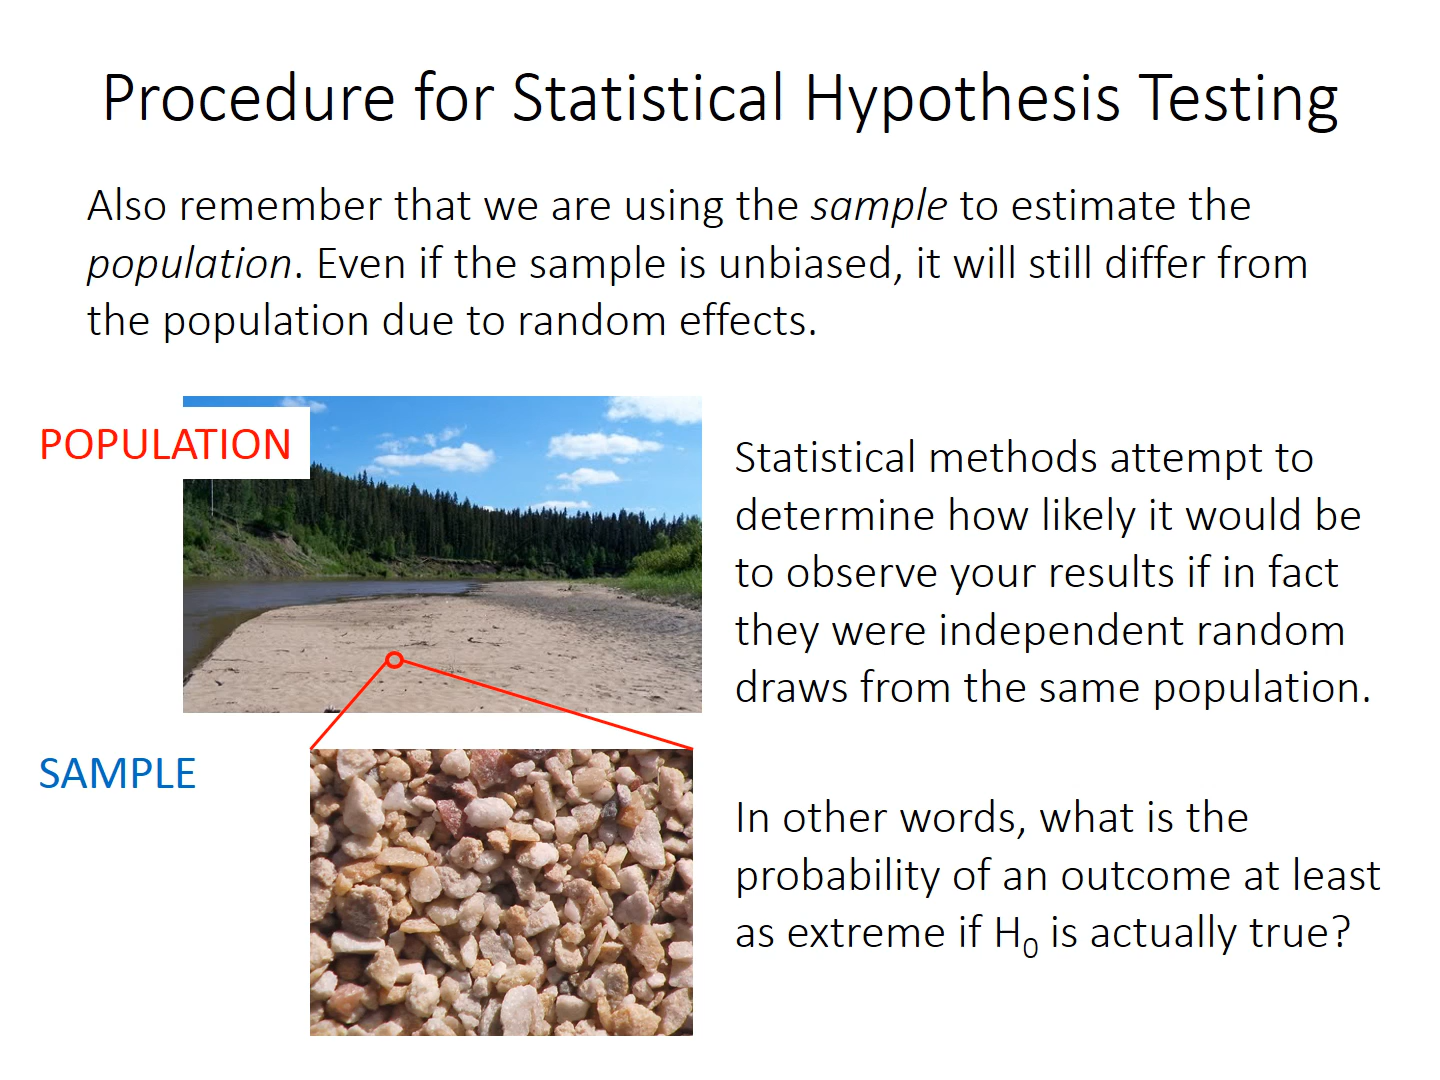 Procedure for Statistical Hypothesis Testing
Also remember that we are using the sample to estimate the
population. Even if the sample is unbiased, it will still differ from
the population due to random effects.
POPULATION
SAMPLE
Statistical methods attempt to
determine how likely it would be
to observe your results if in fact
they were independent random
draws from the same population.
In other words, what is the
probability of an outcome at least
as extreme if H₀ is actually true?